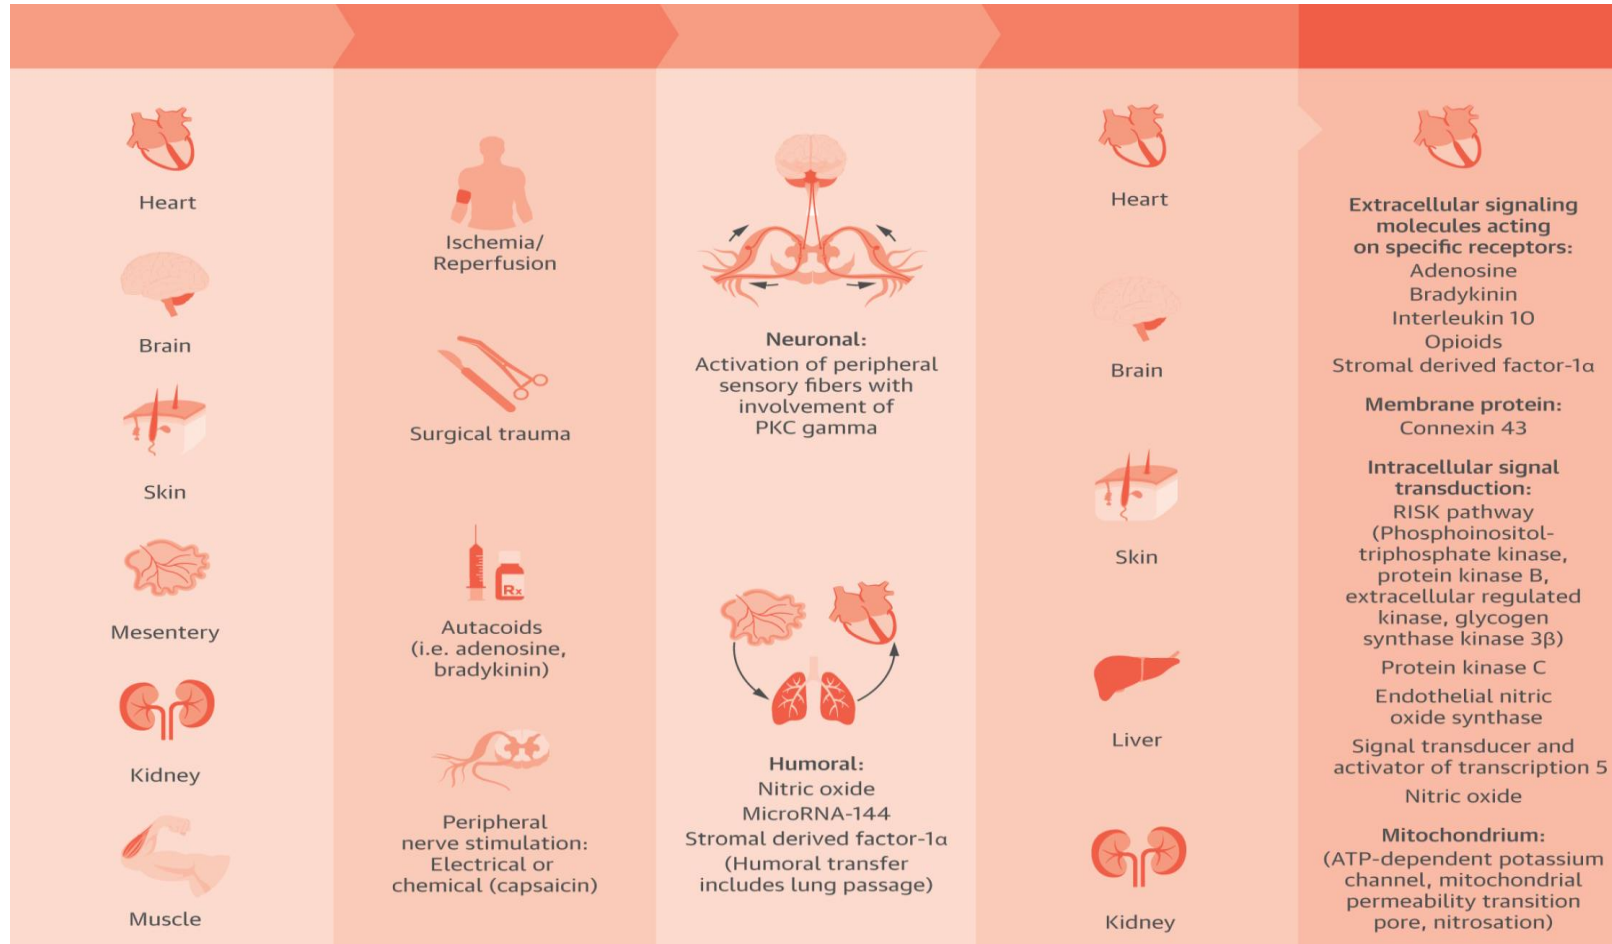 Heart
Brain
Skin
Mesentery
Kidney
Muscle
Ischemia/
Reperfusion
Surgical trauma
Rx
Autacoids
(i.e. adenosine,
bradykinin)
Peripheral
nerve stimulation:
Electrical or
chemical (capsaicin)
Neuronal:
Activation of peripheral
sensory fibers with
involvement of
PKC gamma
Humoral:
Nitric oxide
MicroRNA-144
Stromal derived factor-1α
(Humoral transfer
includes lung passage)
Heart
Brain
Skin
Liver
Kidney
Extracellular signaling
molecules acting
on specific receptors:
Adenosine
Bradykinin
Interleukin 10
Opioids
Stromal derived factor-1α
Membrane protein:
Connexin 43
Intracellular signal
transduction:
RISK pathway
(Phosphoinositol-
triphosphate kinase,
protein kinase B,
extracellular regulated
kinase, glycogen
synthase kinase 3β)
Protein kinase C
Endothelial nitric
oxide synthase
Signal transducer and
activator of transcription 5
Nitric oxide
Mitochondrium:
(ATP-dependent potassium
channel, mitochondrial
permeability transition
pore, nitrosation)